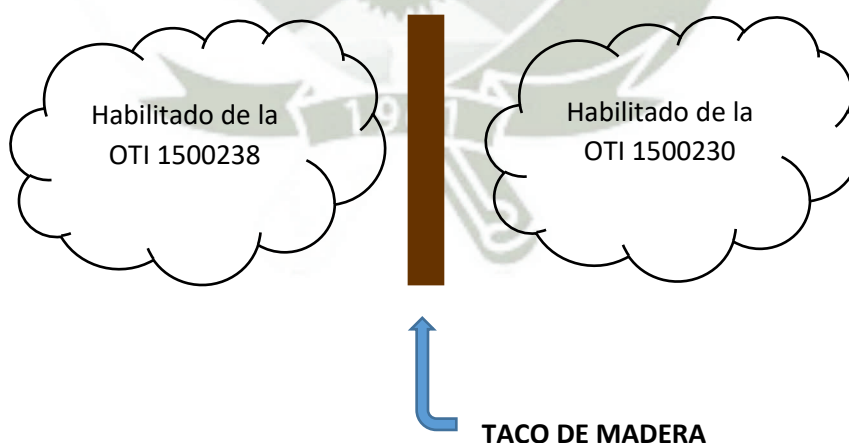 Habilitado de la
OTI 1500238
Habilitado de la
OTI 1500230
TACO DE MADERA